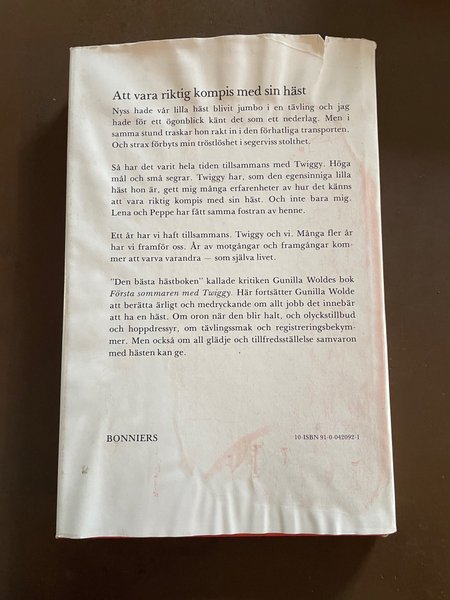 Att vara riktig kompis med sin häst
Nyss hade vår lilla häst blivit jumbo i en tävling och jag
hade för ett ögonblick känt det som ett nederlag. Men i
samma stund traskar hon rakt in i den förhatliga transporten.
Och strax förbyts min tröstlöshet i segerviss stolthet.
Så har det varit hela tiden tillsammans med Twiggy. Höga
mål och små segrar. Twiggy har, som den egensinniga lilla
häst hon är, gett mig många erfarenheter av hur det känns
att vara riktig kompis med sin häst. Och inte bara mig.
Lena och Peppe har fått samma fostran av henne.
Ett år har vi haft tillsammans. Twiggy och vi. Många fler år
har vi framför oss. År av motgångar och framgångar kom-
mer att varva varandra — som själva livet.
"Den bästa hästboken" kallade kritiken Gunilla Woldes bok
Första sommaren med Twiggy. Här fortsätter Gunilla Wolde
att berätta ärligt och medryckande om allt jobb det innebär
att ha en häst. Om oron när den blir halt, och olyckstillbud
och hoppdressyr, om tävlingssmak och registreringsbekym-
mer. Men också om all glädje och tillfredsställelse samvaron
med hästen kan ge.
BONNIERS
10-ISBN 91-0-042092-1